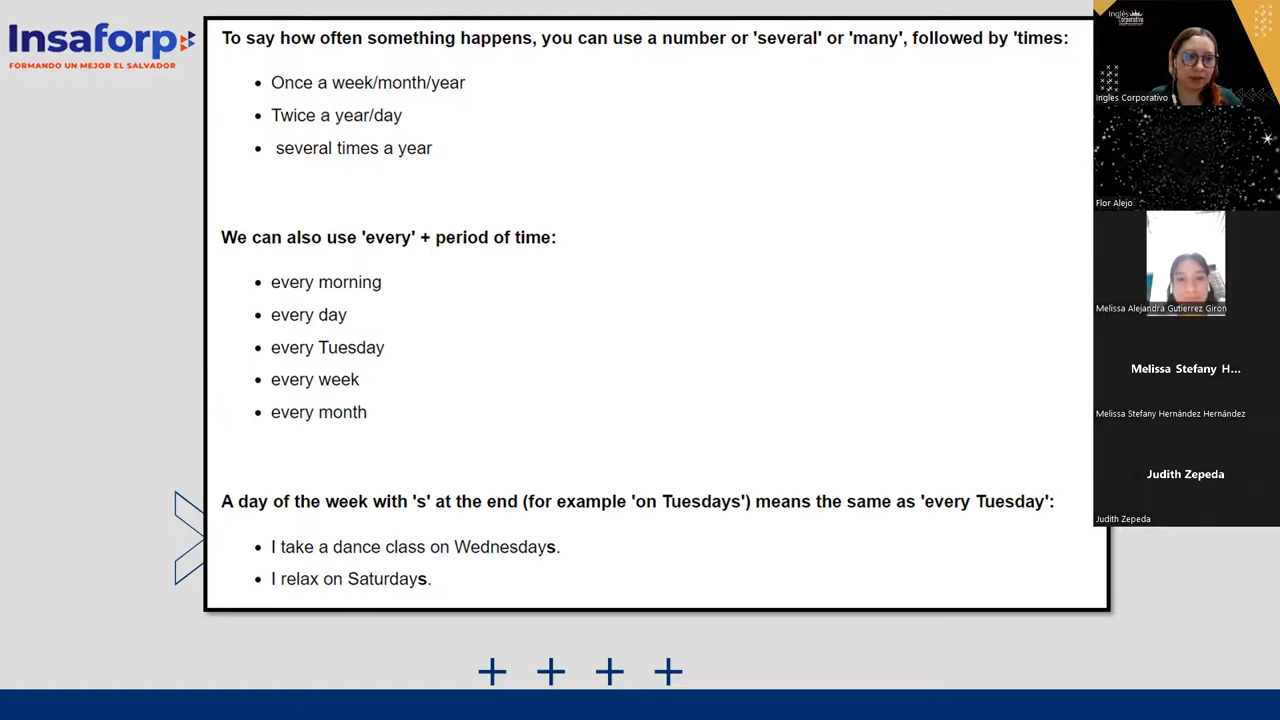 Insaforp
FORMANDO UN MEJOR EL SALVADOR
To say how often something happens, you can use a number or 'several' or 'many', followed by 'times:
• Once a week/month/year
• Twice a year/day
• several times a year
We can also use 'every' + period of time:
• every morning
• every day
• every Tuesday
• every week
• every month
A day of the week with 's' at the end (for example 'on Tuesdays') means the same as 'every Tuesday':
• I take a dance class on Wednesdays.
• I relax on Saturdays.
Inglés
Corporativo
Ingles Corporativo
Flor Alejo
Melissa Alejandra Gutierrez Giron
Melissa Stefany H...
Melissa Stefany Hernández Hernández
Judith Zepeda
Judith Zepeda